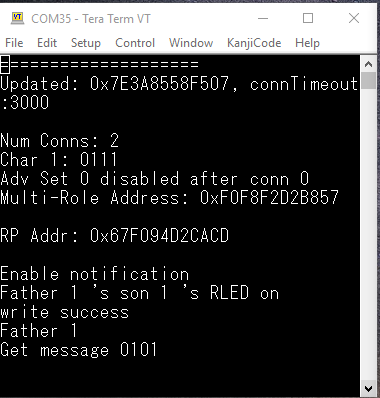 COM35 - Tera Term VT
File Edit Setup Control Window KanjiCode Help
====================
Updated: 0x7E3A8558F507, connTimeout
:3000
Num Conns: 2
Char 1: 0111
Adv Set 0 disabled after conn 0
Multi-Role Address: 0xF0F8F2D2B857
RP Addr: 0x67F094D2CACD
Enable notification
Father 1 's son 1 's RLED on
write success
Father 1
Get message 0101